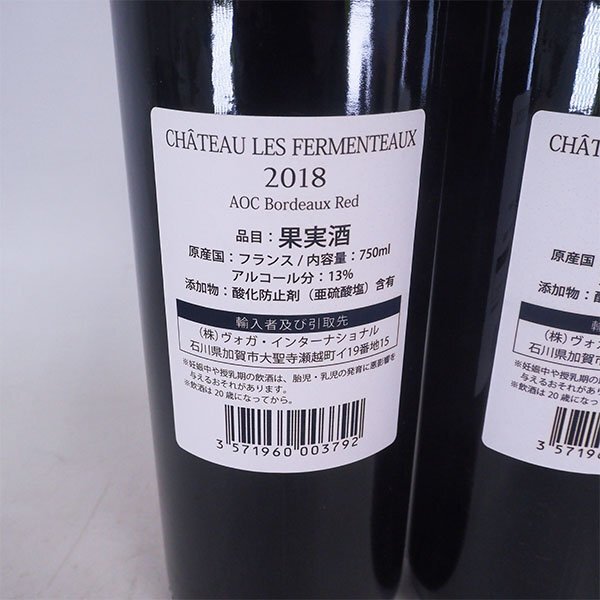 CHÂTEAU LES FERMENTEAUX
2018
AOC Bordeaux Red
品目：果実酒
原産国：フランス / 内容量：750ml
アルコール分：13%
添加物：酸化防止剤（亜硫酸塩）含有
輸入者及び引取先
（株）ヴォガ・インターナショナル
石川県加賀市大聖寺瀬越町イ19番地15
※妊娠中や授乳期の飲酒は、胎児・乳児の発育に悪影響を
与えるおそれがあります。
※飲酒は20歳になってから。
3 571960 003792
CHÂT
原産国
添加物：酸
（株）ヴォ
石川県加賀市
※妊娠中や授乳期
与えるおそれが
※飲酒は20歳に
3 5